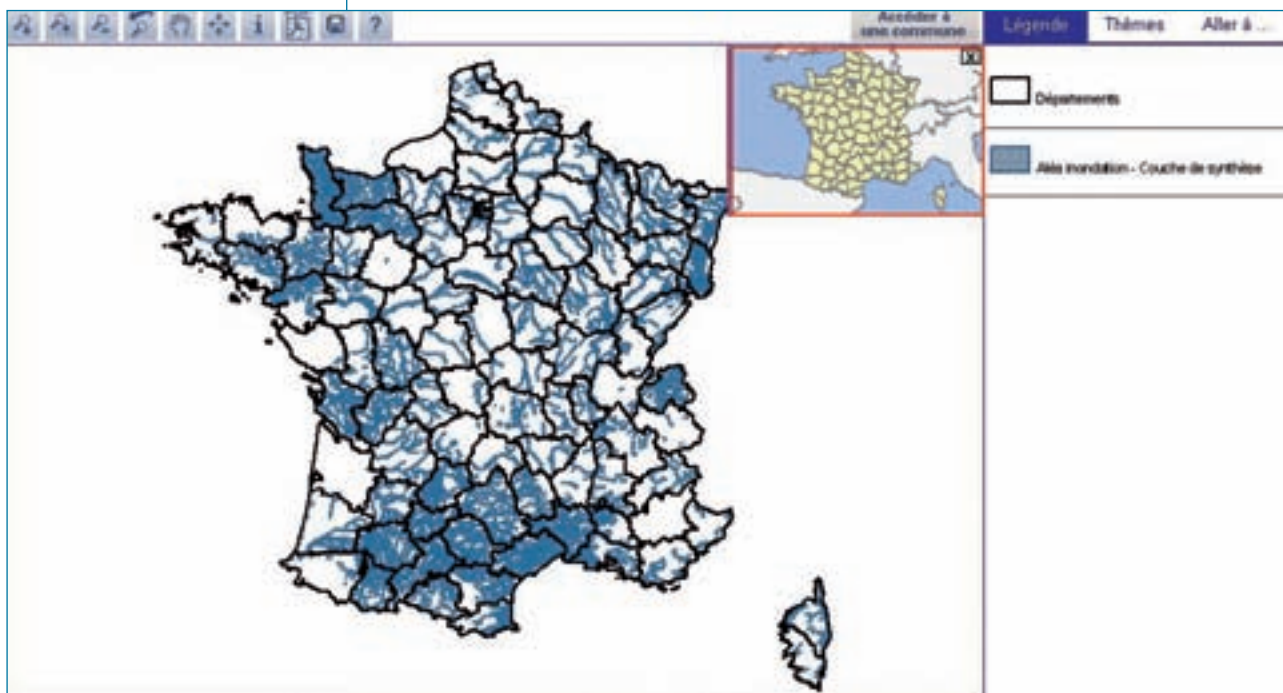 i
?
Accéder à
une commune
Légende
Thèmes
Aller à ...
X
Départements
Aléa inondation - Couche de synthèse